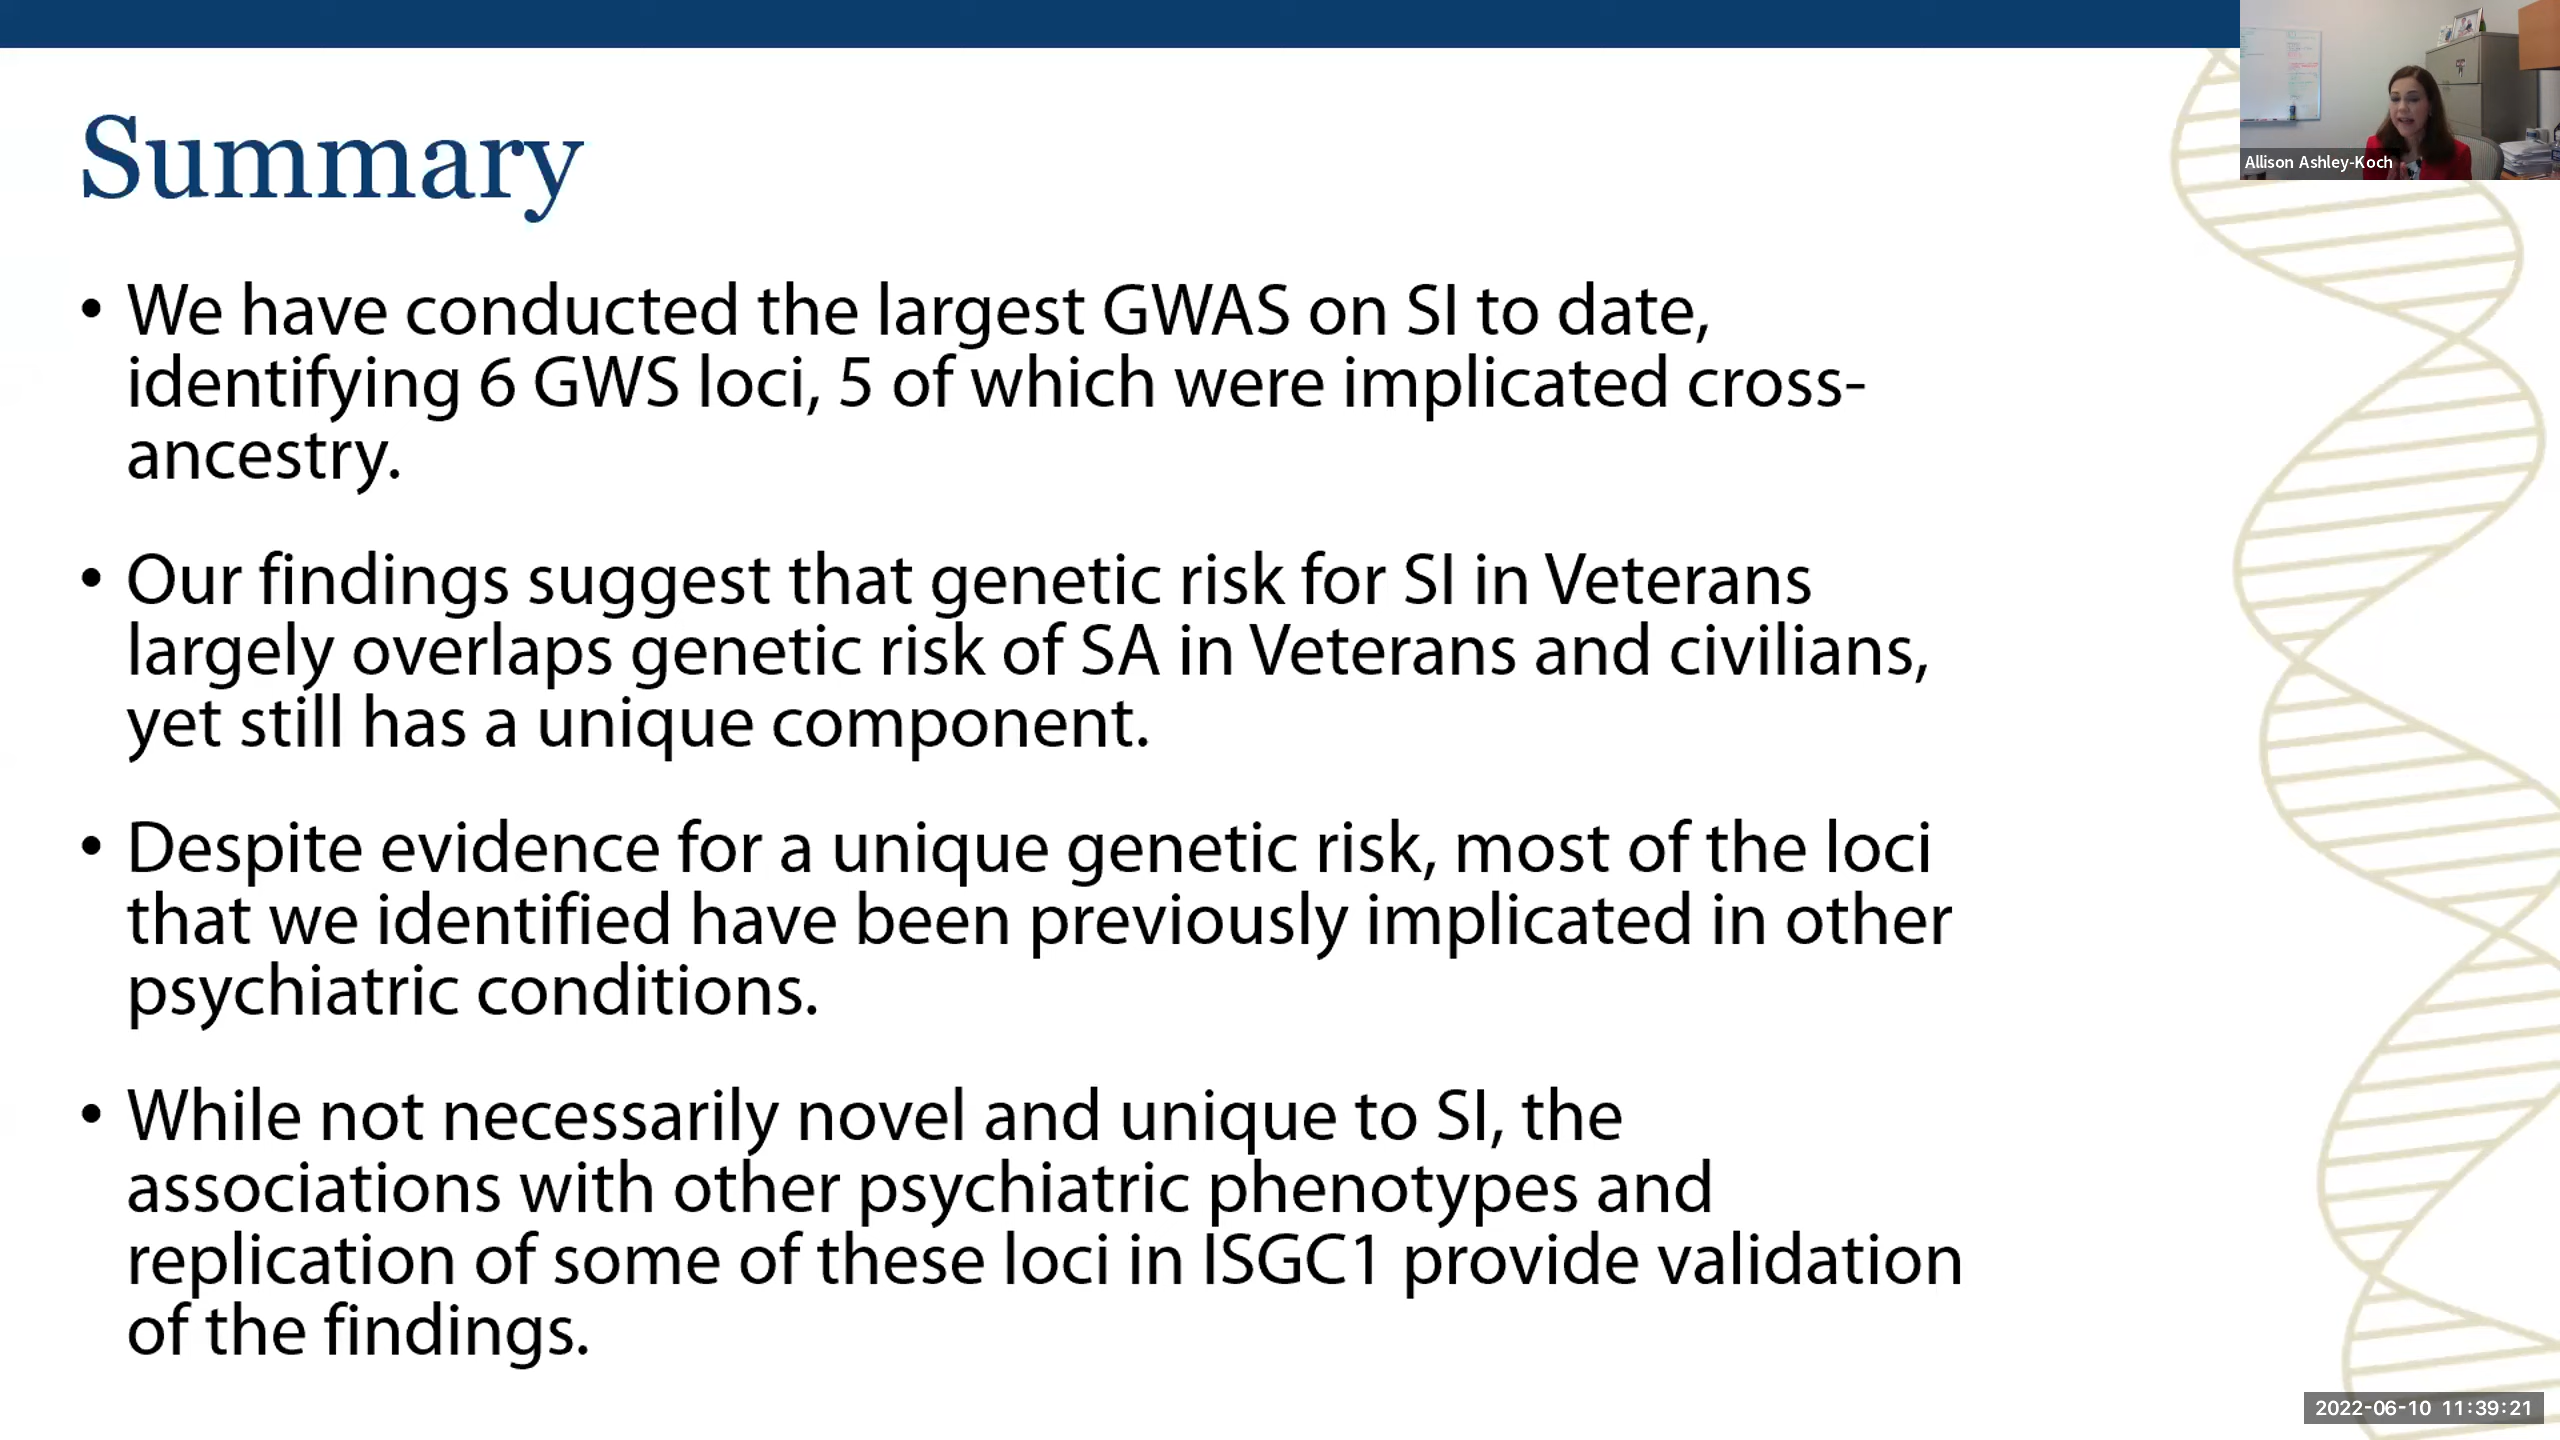 Summary
Allison Ashley-Koch
• We have conducted the largest GWAS on SI to date,
identifying 6 GWS loci, 5 of which were implicated cross-
ancestry.
• Our findings suggest that genetic risk for SI in Veterans
largely overlaps genetic risk of SA in Veterans and civilians,
yet still has a unique component.
• Despite evidence for a unique genetic risk, most of the loci
that we identified have been previously implicated in other
psychiatric conditions.
• While not necessarily novel and unique to SI, the
associations with other psychiatric phenotypes and
replication of some of these loci in ISGC1 provide validation
of the findings.
2022-06-10 11:39:21